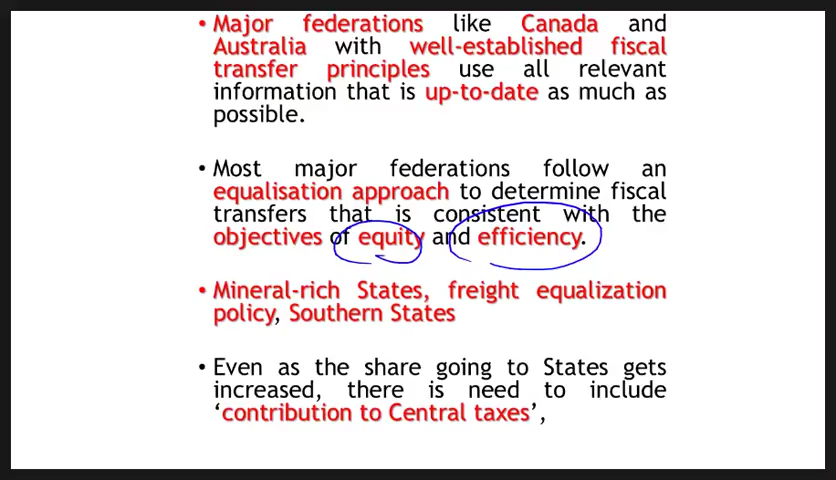 • Major federations like Canada and
Australia with well-established fiscal
transfer principles use all relevant
information that is up-to-date as much as
possible.
• Most major federations follow an
equalisation approach to determine fiscal
transfers that is consistent with the
objectives of equity and efficiency.
• Mineral-rich States, freight equalization
policy, Southern States
• Even as the share going to States gets
increased, there is need to include
‘contribution to Central taxes’,